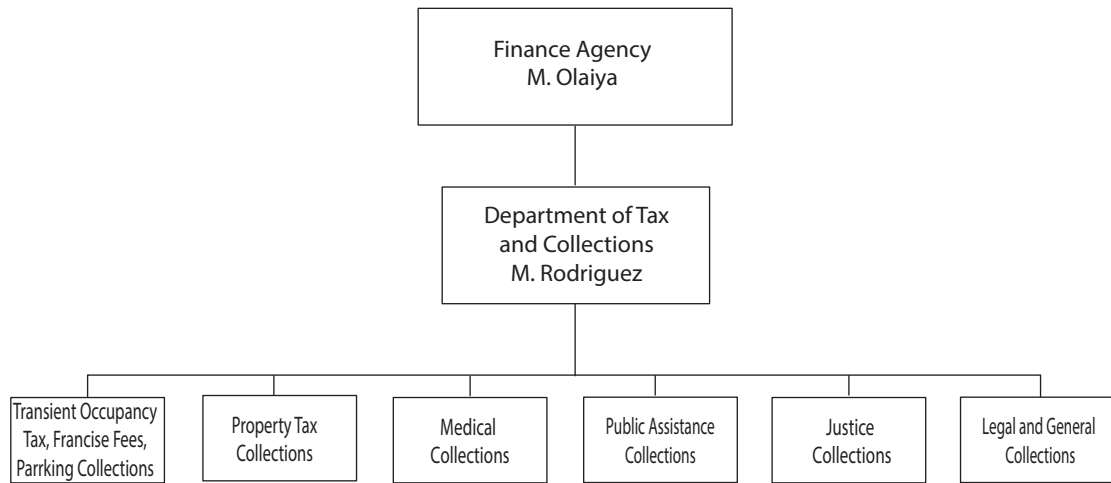 Finance Agency
M. Olaiya
Department of Tax
and Collections
M. Rodriguez
Transient Occupancy
Tax, Francise Fees,
Parrking Collections
Property Tax
Collections
Medical
Collections
Public Assistance
Collections
Justice
Collections
Legal and General
Collections